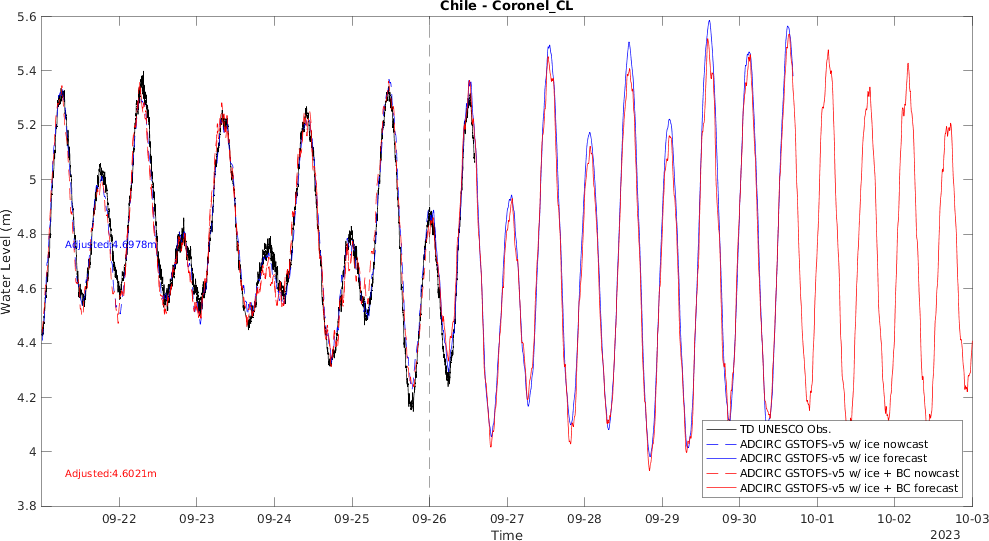 Chile - Coronel_CL
Water Level (m)
5.6
5.4
5.2
5
4.8
4.6
4.4
4.2
4
3.8
Adjusted:4.6978m
Adjusted:4.6021m
TD UNESCO Obs.
ADCIRC GSTOFS-v5 w/ ice nowcast
ADCIRC GSTOFS-v5 w/ ice forecast
ADCIRC GSTOFS-v5 w/ ice + BC nowcast
ADCIRC GSTOFS-v5 w/ ice + BC forecast
09-22 09-23 09-24 09-25 09-26 09-27 09-28 09-29 09-30 10-01 10-02 10-03
Time
2023